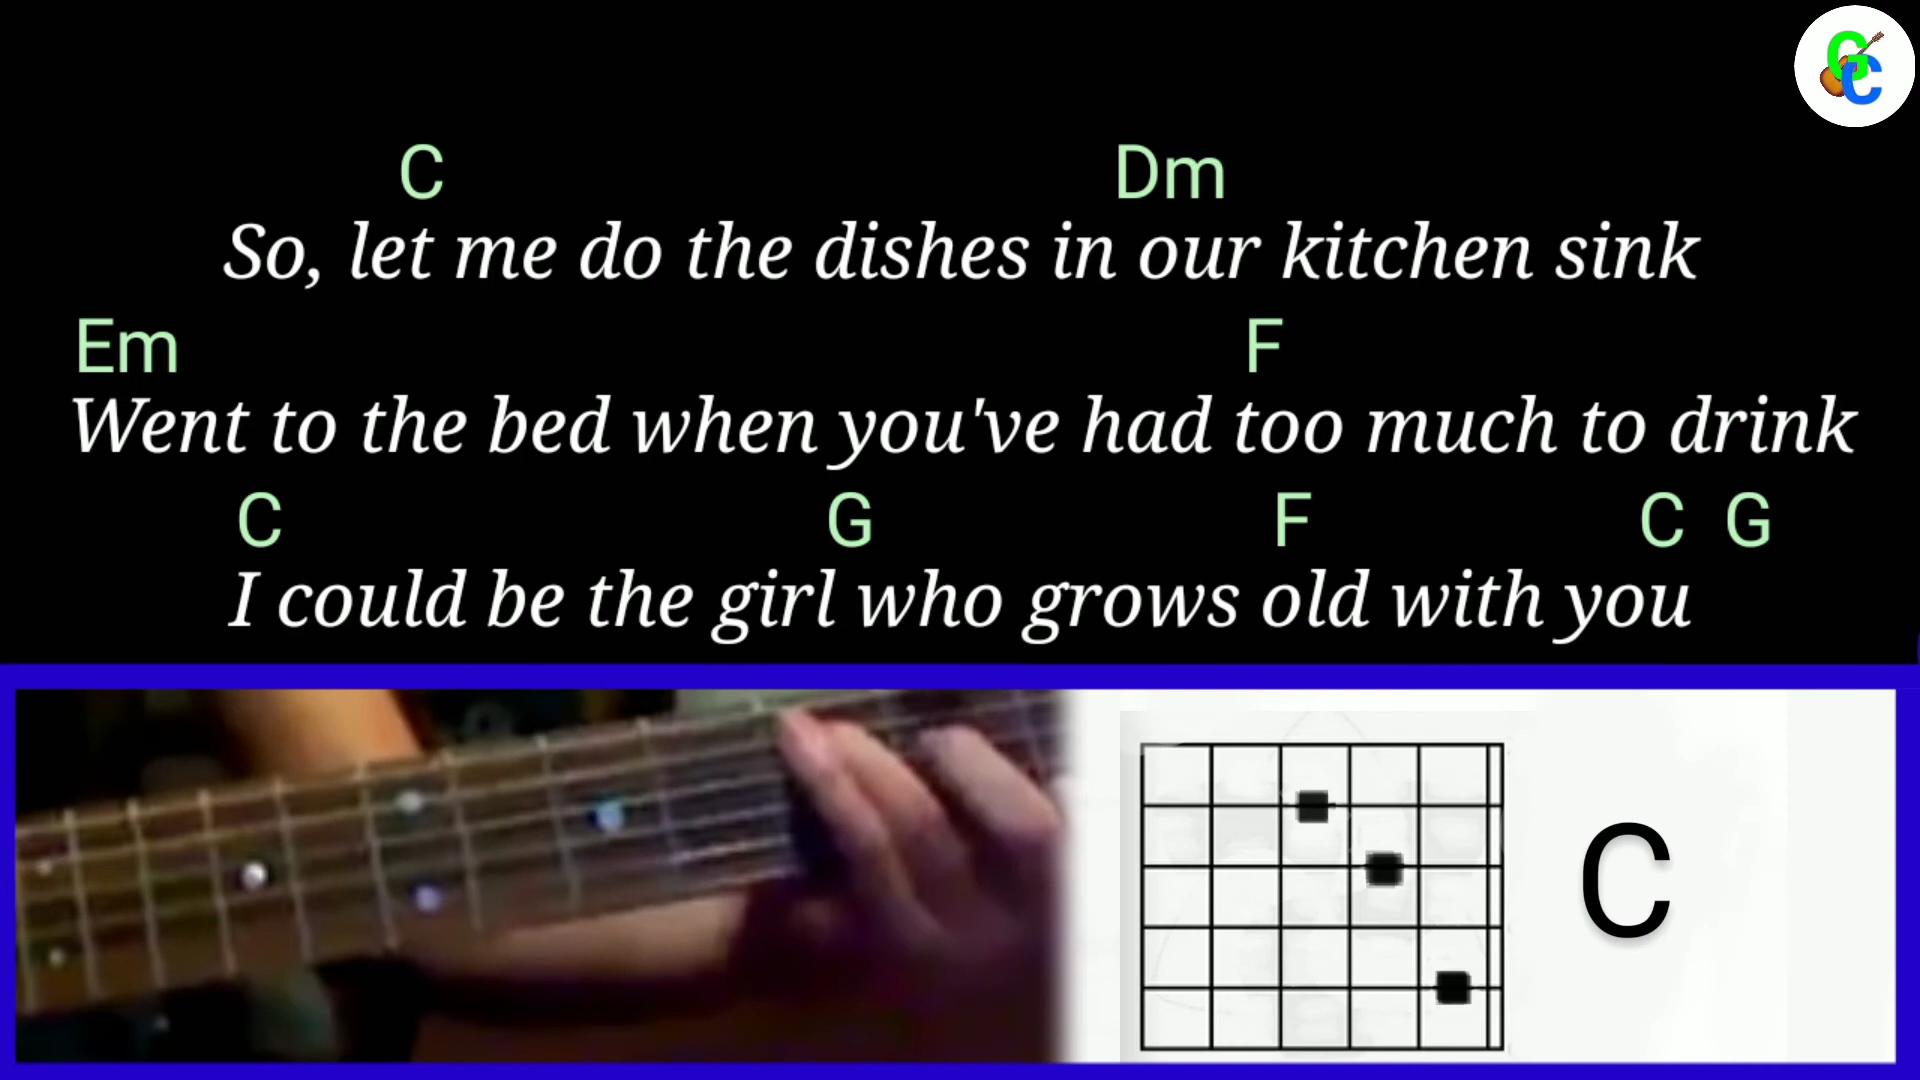 GC
C Dm
So, let me do the dishes in our kitchen sink
Em F
Went to the bed when you've had too much to drink
C G F C G
I could be the girl who grows old with you
C